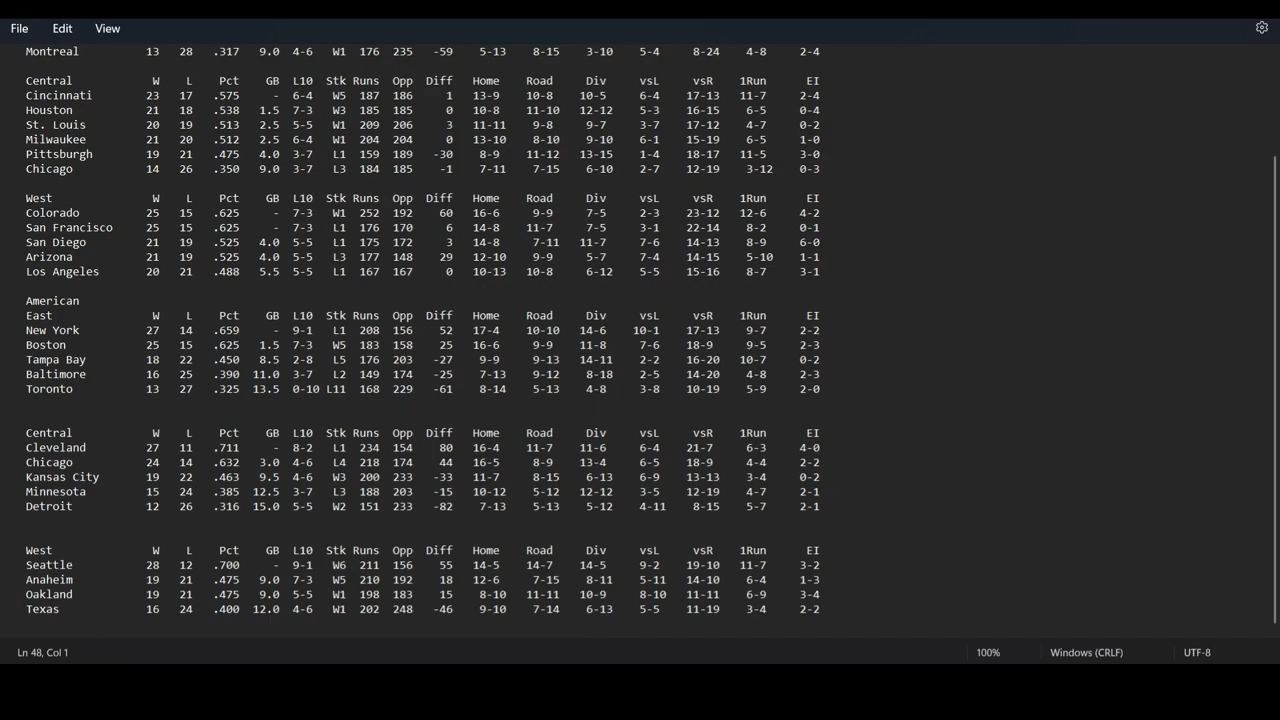 File Edit View
Montreal 13 28 .317 9.0 4-6 W1 176 235 -59 5-13 8-15 3-10 5-4 8-24 4-8 2-4
Central W L Pct GB L10 Stk Runs Opp Diff Home Road Div vsL vsR 1Run EI
Cincinnati 23 17 .575 - 6-4 W5 187 186 1 13-9 10-8 10-5 6-4 17-13 11-7 2-4
Houston 21 18 .538 1.5 7-3 W3 185 185 0 10-8 11-10 12-12 5-3 16-15 6-5 0-4
St. Louis 20 19 .513 2.5 5-5 W1 209 206 3 11-11 9-8 9-7 3-7 17-12 4-7 0-2
Milwaukee 21 20 .512 2.5 6-4 W1 204 204 0 13-10 8-10 9-10 6-1 15-19 6-5 1-0
Pittsburgh 19 21 .475 4.0 3-7 L1 159 189 -30 8-9 11-12 13-15 1-4 18-17 11-5 3-0
Chicago 14 26 .350 9.0 3-7 L3 184 185 -1 7-11 7-15 6-10 2-7 12-19 3-12 0-3
West W L Pct GB L10 Stk Runs Opp Diff Home Road Div vsL vsR 1Run EI
Colorado 25 15 .625 - 7-3 W1 252 192 60 16-6 9-9 7-5 2-3 23-12 12-6 4-2
San Francisco 25 15 .625 - 7-3 L1 176 170 6 14-8 11-7 7-5 3-1 22-14 8-2 0-1
San Diego 21 19 .525 4.0 5-5 L1 175 172 3 14-8 7-11 11-7 7-6 14-13 8-9 6-0
Arizona 21 19 .525 4.0 5-5 L3 177 148 29 12-10 9-9 5-7 7-4 14-15 5-10 1-1
Los Angeles 20 21 .488 5.5 5-5 L1 167 167 0 10-13 10-8 6-12 5-5 15-16 8-7 3-1
American
East W L Pct GB L10 Stk Runs Opp Diff Home Road Div vsL vsR 1Run EI
New York 27 14 .659 - 9-1 L1 208 156 52 17-4 10-10 14-6 10-1 17-13 9-7 2-2
Boston 25 15 .625 1.5 7-3 W5 183 158 25 16-6 9-9 11-8 7-6 18-9 9-5 2-3
Tampa Bay 18 22 .450 8.5 2-8 L5 176 203 -27 9-9 9-13 14-11 2-2 16-20 10-7 0-2
Baltimore 16 25 .390 11.0 3-7 L2 149 174 -25 7-13 9-12 8-18 2-5 14-20 4-8 2-3
Toronto 13 27 .325 13.5 0-10 L11 168 229 -61 8-14 5-13 4-8 3-8 10-19 5-9 2-0
Central W L Pct GB L10 Stk Runs Opp Diff Home Road Div vsL vsR 1Run EI
Cleveland 27 11 .711 - 8-2 L1 234 154 80 16-4 11-7 11-6 6-4 21-7 6-3 4-0
Chicago 24 14 .632 3.0 4-6 L4 218 174 44 16-5 8-9 13-4 6-5 18-9 4-4 2-2
Kansas City 19 22 .463 9.5 4-6 W3 200 233 -33 11-7 8-15 6-13 6-9 13-13 3-4 0-2
Minnesota 15 24 .385 12.5 3-7 L3 188 203 -15 10-12 5-12 12-12 3-5 12-19 4-7 2-1
Detroit 12 26 .316 15.0 5-5 W2 151 233 -82 7-13 5-13 5-12 4-11 8-15 5-7 2-1
West W L Pct GB L10 Stk Runs Opp Diff Home Road Div vsL vsR 1Run EI
Seattle 28 12 .700 - 9-1 W6 211 156 55 14-5 14-7 14-5 9-2 19-10 11-7 3-2
Anaheim 19 21 .475 9.0 7-3 W5 210 192 18 12-6 7-15 8-11 5-11 14-10 6-4 1-3
Oakland 19 21 .475 9.0 5-5 W1 198 183 15 8-10 11-11 10-9 8-10 11-11 6-9 3-4
Texas 16 24 .400 12.0 4-6 W1 202 248 -46 9-10 7-14 6-13 5-5 11-19 3-4 2-2
Ln 48, Col 1 100% Windows (CRLF) UTF-8